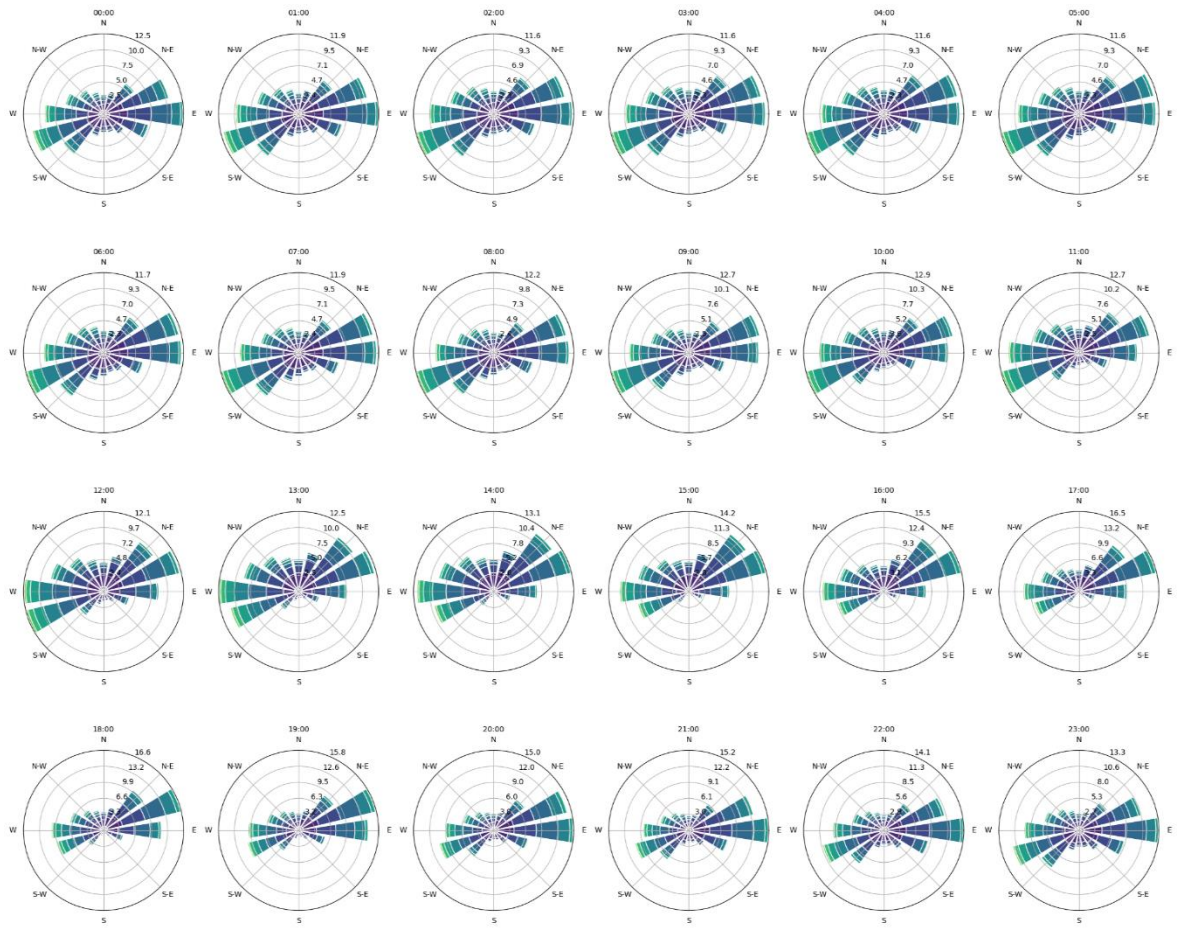 00:00 01:00 02:00 03:00 04:00 05:00
N N N N N N
12.5 11.9 11.6 11.6 11.6 11.6
N-W N-E N-W N-E N-W N-E N-W N-E N-W N-E N-W N-E
10.0 9.5 9.3 9.3 9.3 9.3
7.5 7.1 6.9 7.0 7.0 7.0
5.0 4.7 4.6 4.6 4.7 4.6
W E W E W E W E W E W E
S-W S-E S-W S-E S-W S-E S-W S-E S-W S-E S-W S-E
S S S S S S
06:00 07:00 08:00 09:00 10:00 11:00
N N N N N N
11.7 11.9 12.2 12.7 12.9 12.7
N-W N-E N-W N-E N-W N-E N-W N-E N-W N-E N-W N-E
9.3 9.5 9.8 10.1 10.3 10.2
7.0 7.1 7.3 7.6 7.7 7.6
4.7 4.7 4.9 5.1 5.2 5.1
W E W E W E W E W E W E
S-W S-E S-W S-E S-W S-E S-W S-E S-W S-E S-W S-E
S S S S S S
12:00 13:00 14:00 15:00 16:00 17:00
N N N N N N
12.1 12.5 13.1 14.2 15.5 16.5
N-W N-E N-W N-E N-W N-E N-W N-E N-W N-E N-W N-E
9.7 10.0 10.4 11.3 12.4 13.2
7.2 7.5 7.8 8.5 9.3 9.9
4.8 5.0 5.7 6.2 6.6
W E W E W E W E W E W E
S-W S-E S-W S-E S-W S-E S-W S-E S-W S-E S-W S-E
S S S S S S
18:00 19:00 20:00 21:00 22:00 23:00
N N N N N N
16.6 15.8 15.0 15.2 14.1 13.3
N-W N-E N-W N-E N-W N-E N-W N-E N-W N-E N-W N-E
13.2 12.6 12.0 12.2 11.3 10.6
9.9 9.5 9.0 9.1 8.5 8.0
6.6 6.3 6.0 6.1 5.6 5.3
W E W E W E W E W E W E
S-W S-E S-W S-E S-W S-E S-W S-E S-W S-E S-W S-E
S S S S S S